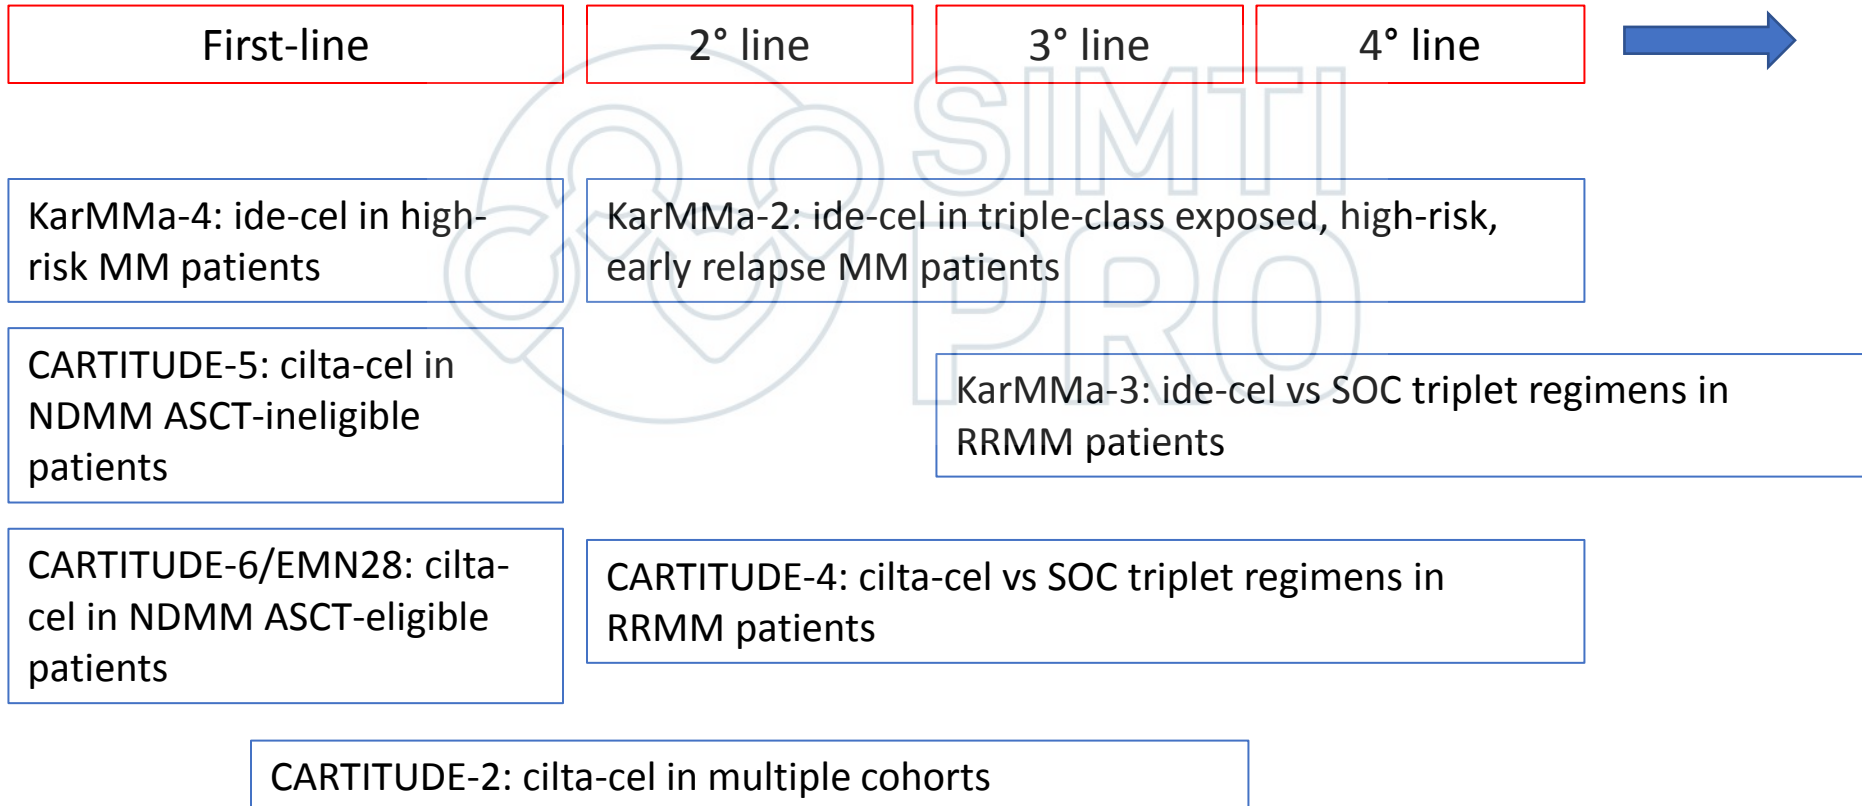 First-line
2° line
3° line
4° line
SIMTI
PRO
KarMMa-4: ide-cel in high-
risk MM patients
KarMMa-2: ide-cel in triple-class exposed, high-risk,
early relapse MM patients
CARTITUDE-5: cilta-cel in
NDMM ASCT-ineligible
patients
KarMMa-3: ide-cel vs SOC triplet regimens in
RRMM patients
CARTITUDE-6/EMN28: cilta-
cel in NDMM ASCT-eligible
patients
CARTITUDE-4: cilta-cel vs SOC triplet regimens in
RRMM patients
CARTITUDE-2: cilta-cel in multiple cohorts